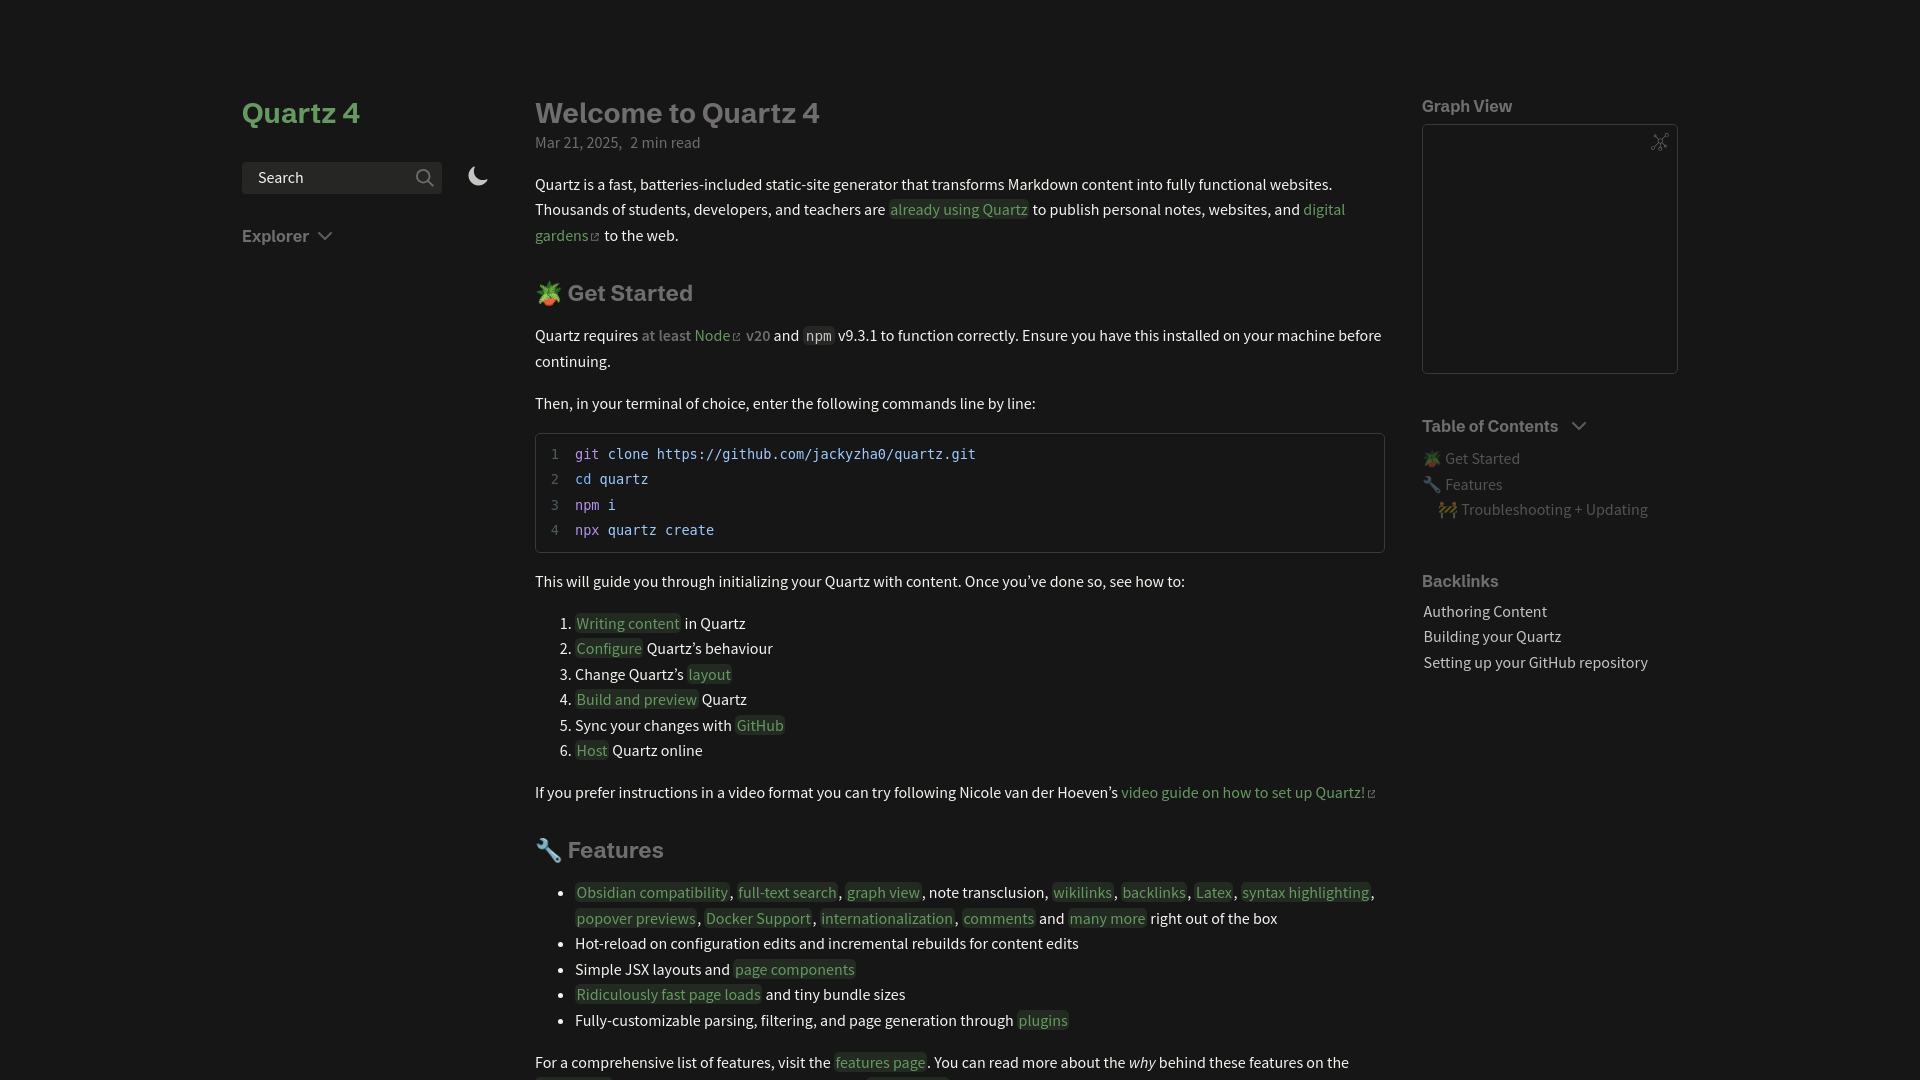 Quartz 4
Search
Explorer
Welcome to Quartz 4
Mar 21, 2025, 2 min read
Quartz is a fast, batteries-included static-site generator that transforms Markdown content into fully functional websites.
Thousands of students, developers, and teachers are already using Quartz to publish personal notes, websites, and digital
gardens to the web.
🪴 Get Started
Quartz requires at least Node v20 and npm v9.3.1 to function correctly. Ensure you have this installed on your machine before
continuing.
Then, in your terminal of choice, enter the following commands line by line:
1 git clone https://github.com/jackyzha0/quartz.git
2 cd quartz
3 npm i
4 npx quartz create
This will guide you through initializing your Quartz with content. Once you’ve done so, see how to:
1. Writing content in Quartz
2. Configure Quartz’s behaviour
3. Change Quartz’s layout
4. Build and preview Quartz
5. Sync your changes with GitHub
6. Host Quartz online
If you prefer instructions in a video format you can try following Nicole van der Hoeven’s video guide on how to set up Quartz!
🔧 Features
• Obsidian compatibility, full-text search, graph view, note transclusion, wikilinks, backlinks, Latex, syntax highlighting,
popover previews, Docker Support, internationalization, comments and many more right out of the box
• Hot-reload on configuration edits and incremental rebuilds for content edits
• Simple JSX layouts and page components
• Ridiculously fast page loads and tiny bundle sizes
• Fully-customizable parsing, filtering, and page generation through plugins
For a comprehensive list of features, visit the features page. You can read more about the why behind these features on the
Graph View
Table of Contents
🪴 Get Started
🔧 Features
🚧 Troubleshooting + Updating
Backlinks
Authoring Content
Building your Quartz
Setting up your GitHub repository